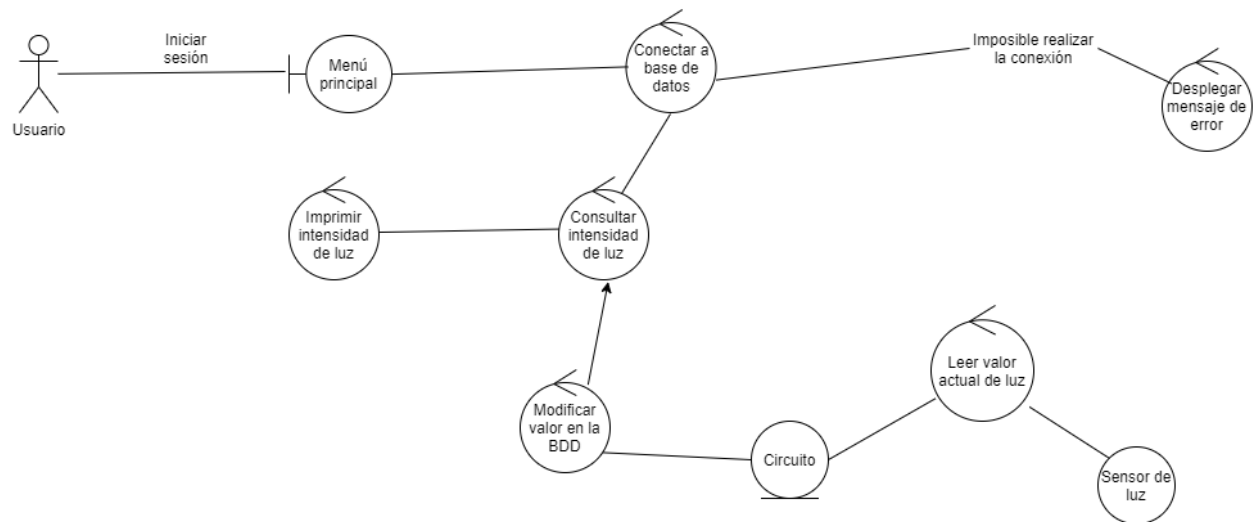 Iniciar
sesión
Usuario
Menú
principal
Conectar a
base de
datos
Imposible realizar
la conexión
Desplegar
mensaje de
error
Imprimir
intensidad
de luz
Consultar
intensidad
de luz
Modificar
valor en la
BDD
Circuito
Leer valor
actual de luz
Sensor de
luz